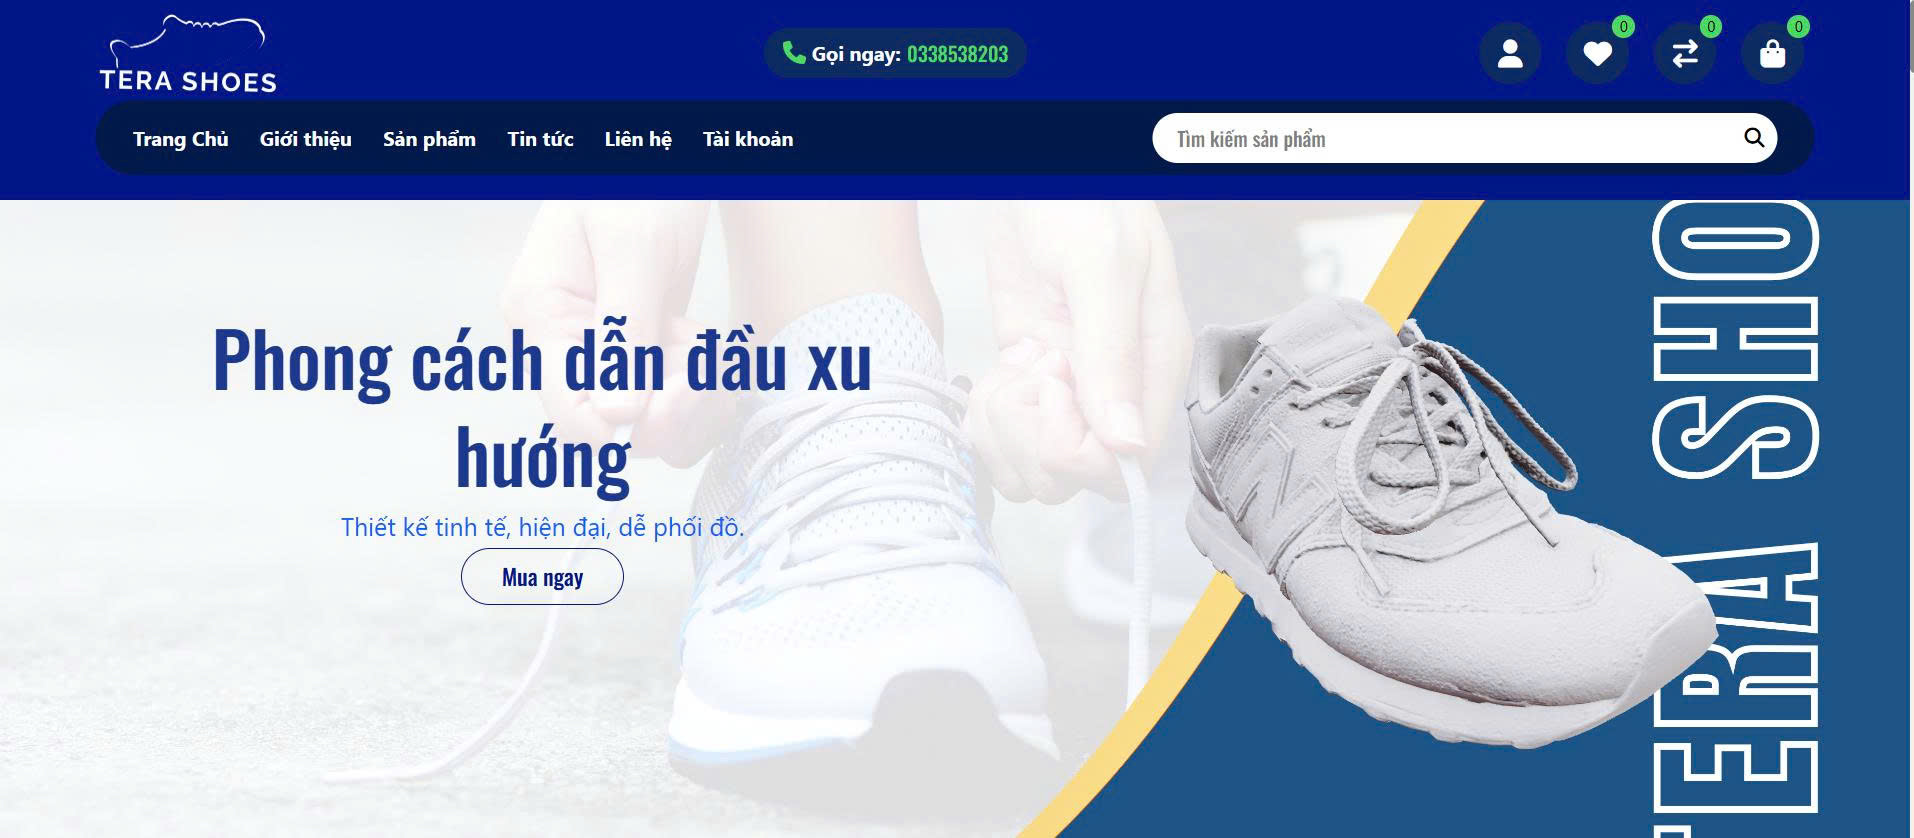 TERA SHOES
Gọi ngay: 0338538203
0
0
0
Trang Chủ
Giới thiệu
Sản phẩm
Tin tức
Liên hệ
Tài khoản
Tìm kiếm sản phẩm
Phong cách dẫn đầu xu
hướng
Thiết kế tinh tế, hiện đại, dễ phối đồ.
Mua ngay
N
TERA SHO